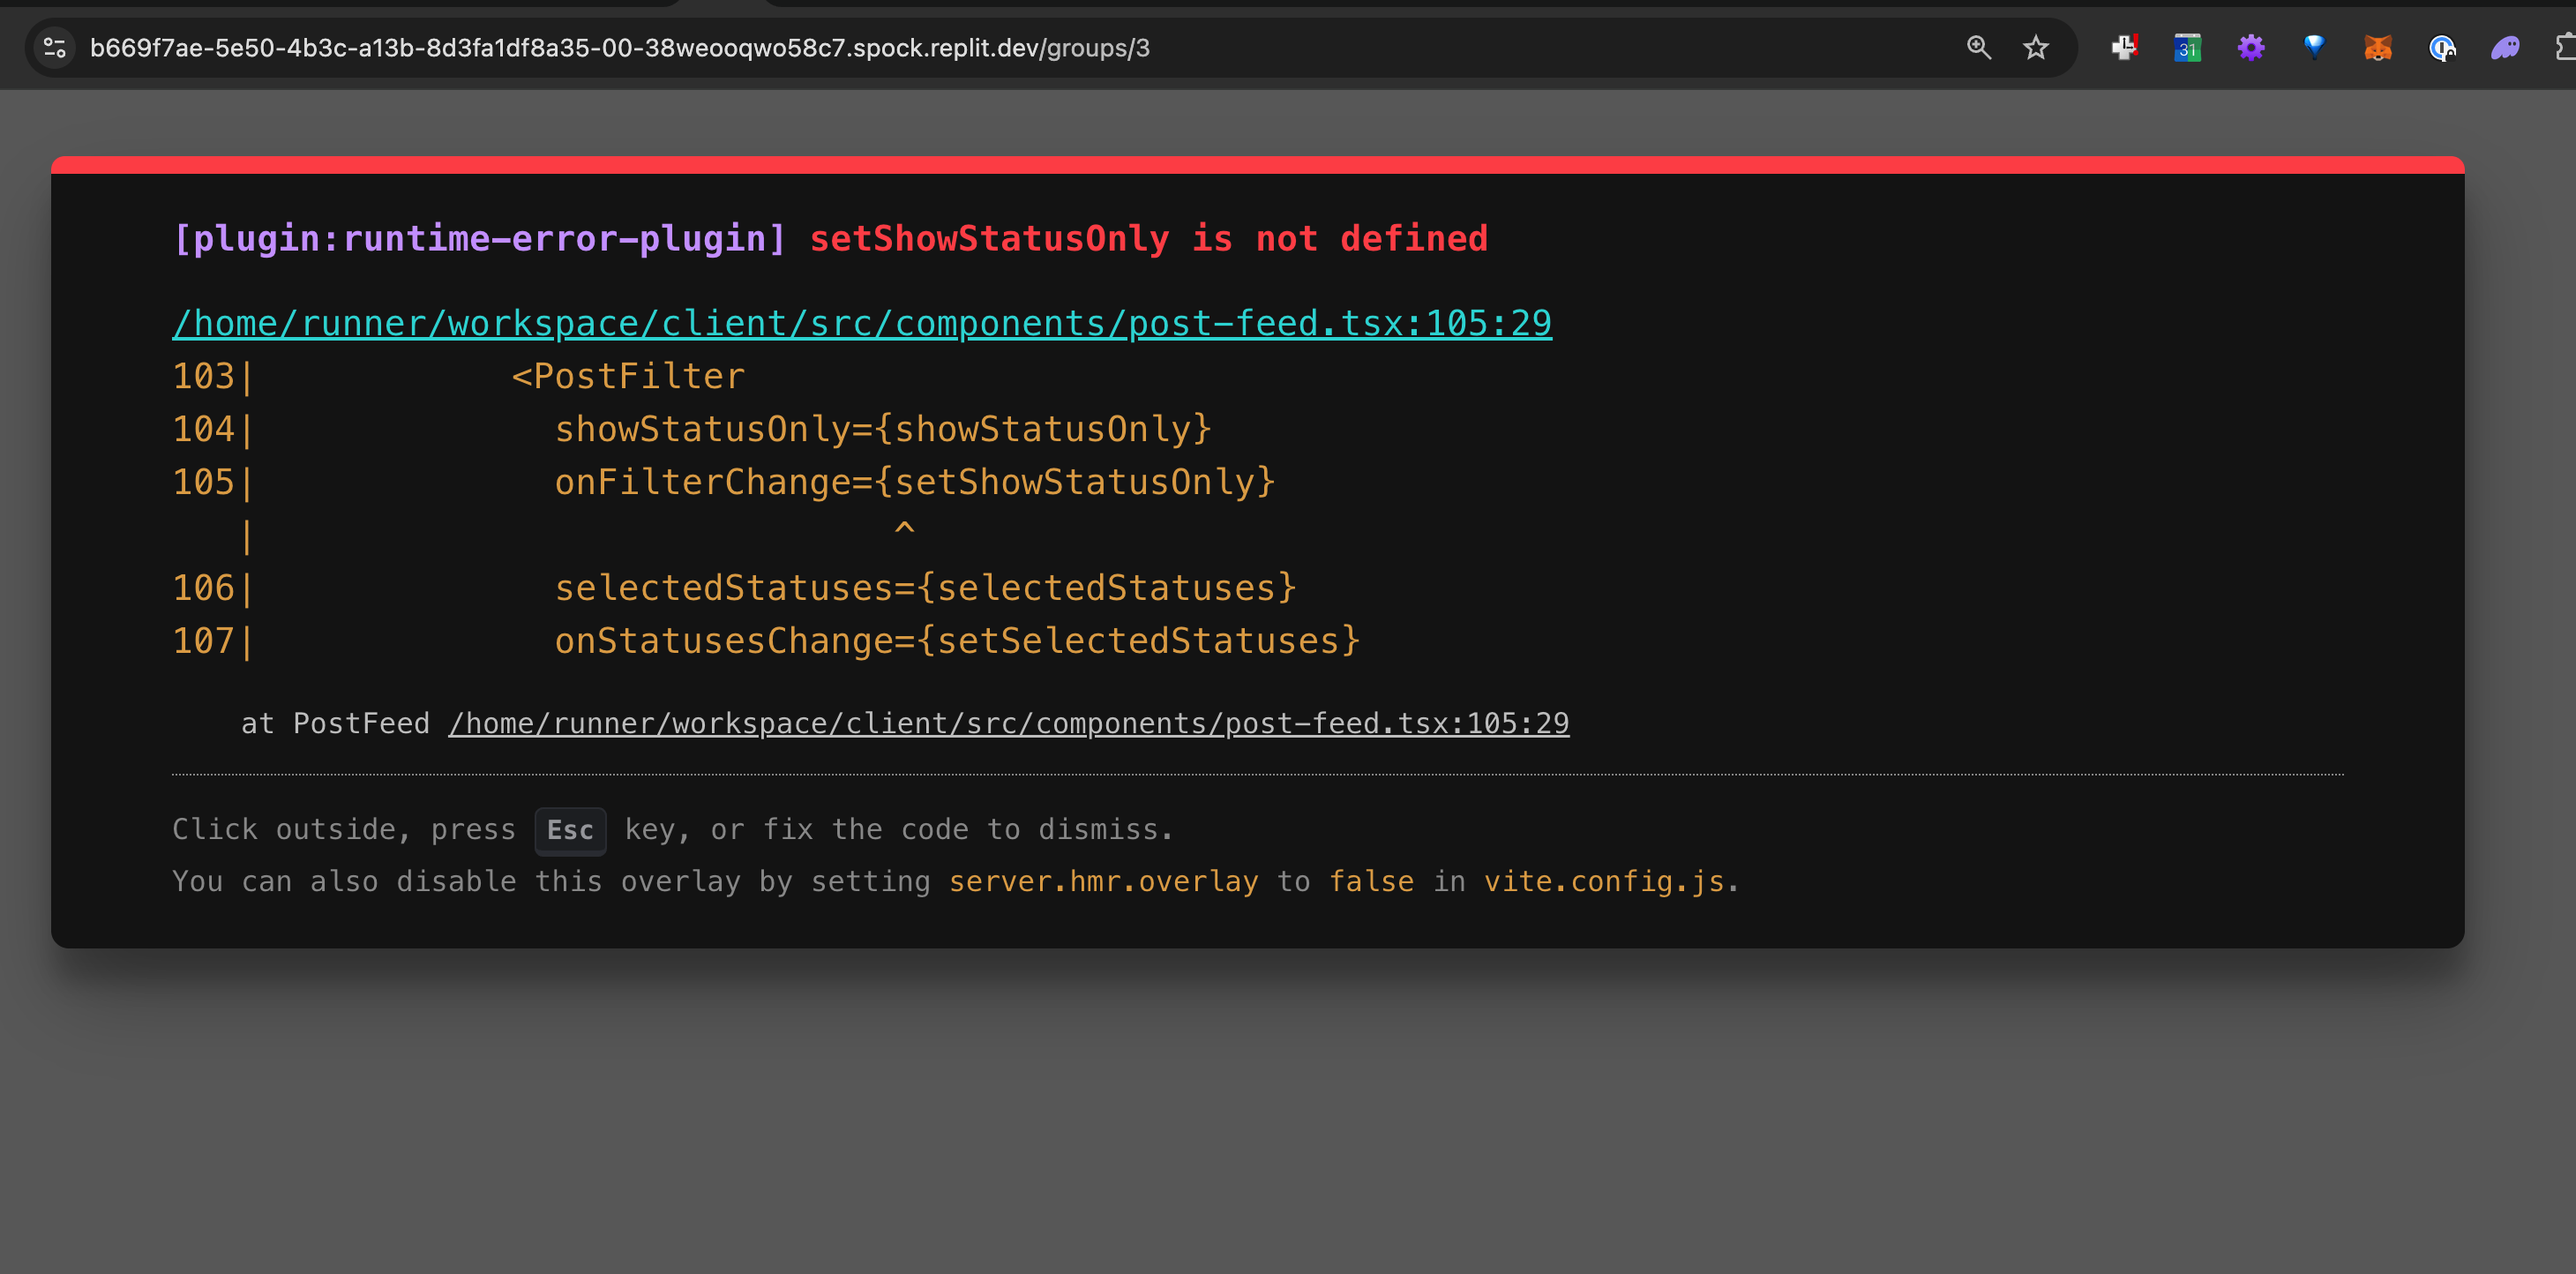 b669f7ae-5e50-4b3c-a13b-8d3fa1df8a35-00-38weooqwo58c7.spock.replit.dev/groups/3
31
[plugin:runtime-error-plugin] setShowStatusOnly is not defined
/home/runner/workspace/client/src/components/post-feed.tsx:105:29
103|            <PostFilter
104|              showStatusOnly={showStatusOnly}
105|              onFilterChange={setShowStatusOnly}
   |                              ^
106|              selectedStatuses={selectedStatuses}
107|              onStatusesChange={setSelectedStatuses}
    at PostFeed /home/runner/workspace/client/src/components/post-feed.tsx:105:29
Click outside, press Esc key, or fix the code to dismiss.
You can also disable this overlay by setting server.hmr.overlay to false in vite.config.js.